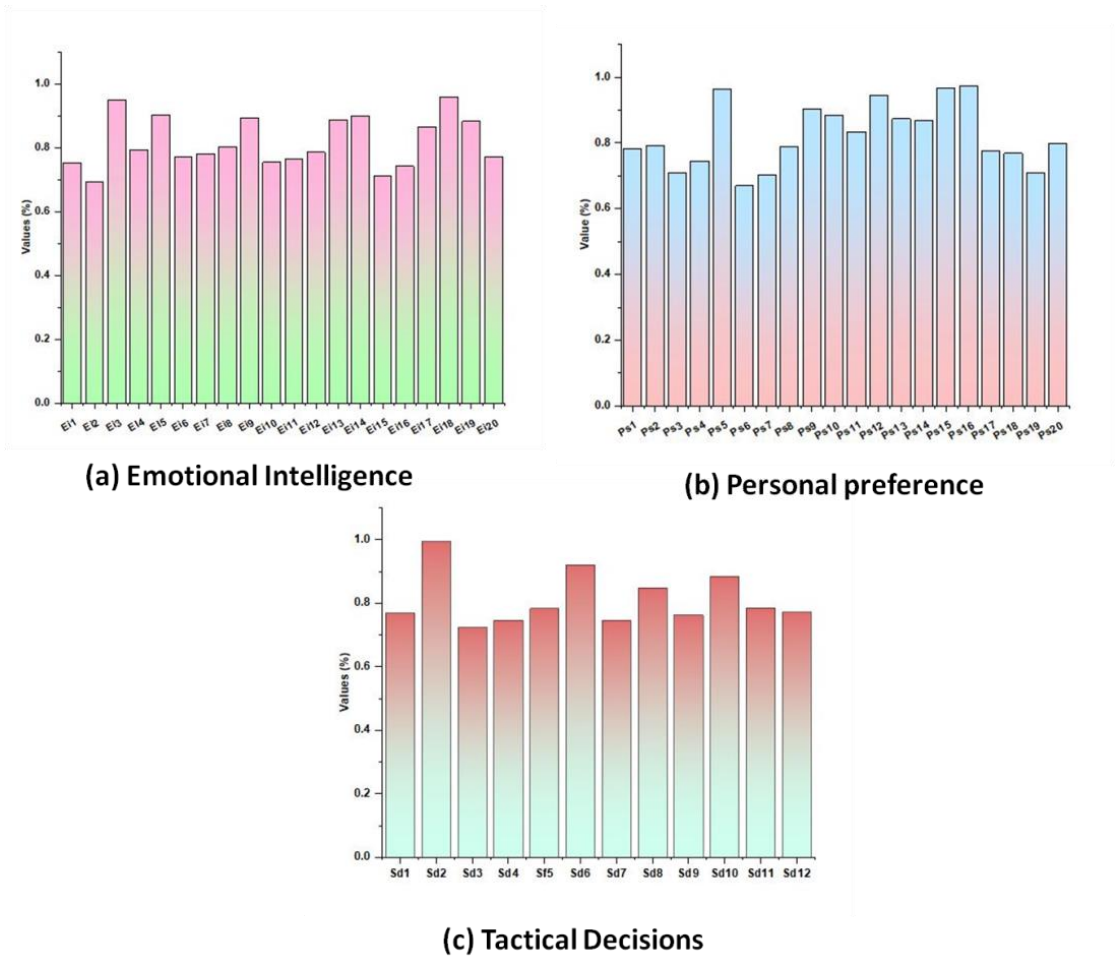 1.0
0.8
0.6
0.4
0.2
0.0
Values (%)
Ei1 Ei2 Ei3 Ei4 Ei5 Ei6 Ei7 Ei8 Ei9 Ei10 Ei11 Ei12 Ei13 Ei14 Ei15 Ei16 Ei17 Ei18 Ei19 Ei20
(a) Emotional Intelligence
1.0
0.8
0.6
0.4
0.2
0.0
Value (%)
Ps1 Ps2 Ps3 Ps4 Ps5 Ps6 Ps7 Ps8 Ps9 Ps10 Ps11 Ps12 Ps13 Ps14 Ps15 Ps16 Ps17 Ps18 Ps19 Ps20
(b) Personal preference
1.0
0.8
0.6
0.4
0.2
0.0
Values (%)
Sd1 Sd2 Sd3 Sd4 Sf5 Sd6 Sd7 Sd8 Sd9 Sd10 Sd11 Sd12
(c) Tactical Decisions